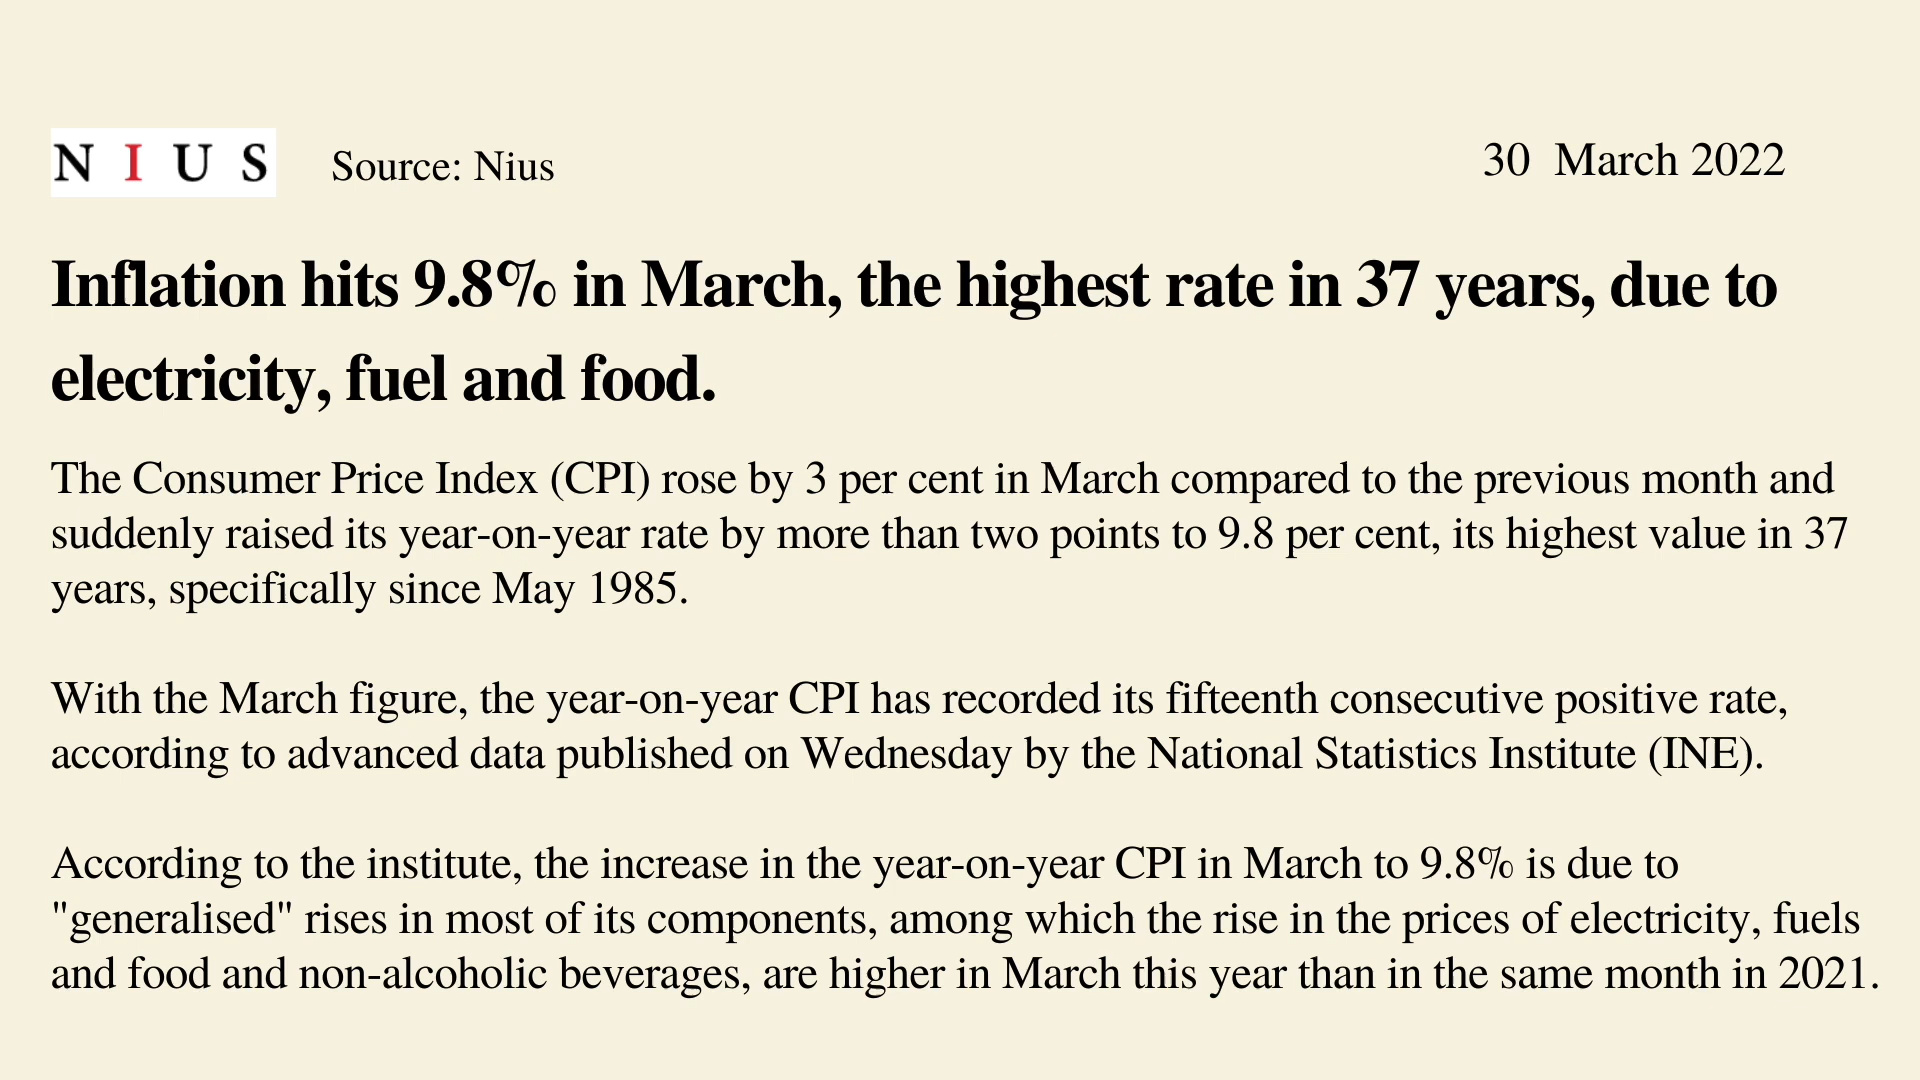 N I U S
Source: Nius
30 March 2022
Inflation hits 9.8% in March, the highest rate in 37 years, due to
electricity, fuel and food.
The Consumer Price Index (CPI) rose by 3 per cent in March compared to the previous month and
suddenly raised its year-on-year rate by more than two points to 9.8 per cent, its highest value in 37
years, specifically since May 1985.
With the March figure, the year-on-year CPI has recorded its fifteenth consecutive positive rate,
according to advanced data published on Wednesday by the National Statistics Institute (INE).
According to the institute, the increase in the year-on-year CPI in March to 9.8% is due to
"generalised" rises in most of its components, among which the rise in the prices of electricity, fuels
and food and non-alcoholic beverages, are higher in March this year than in the same month in 2021.